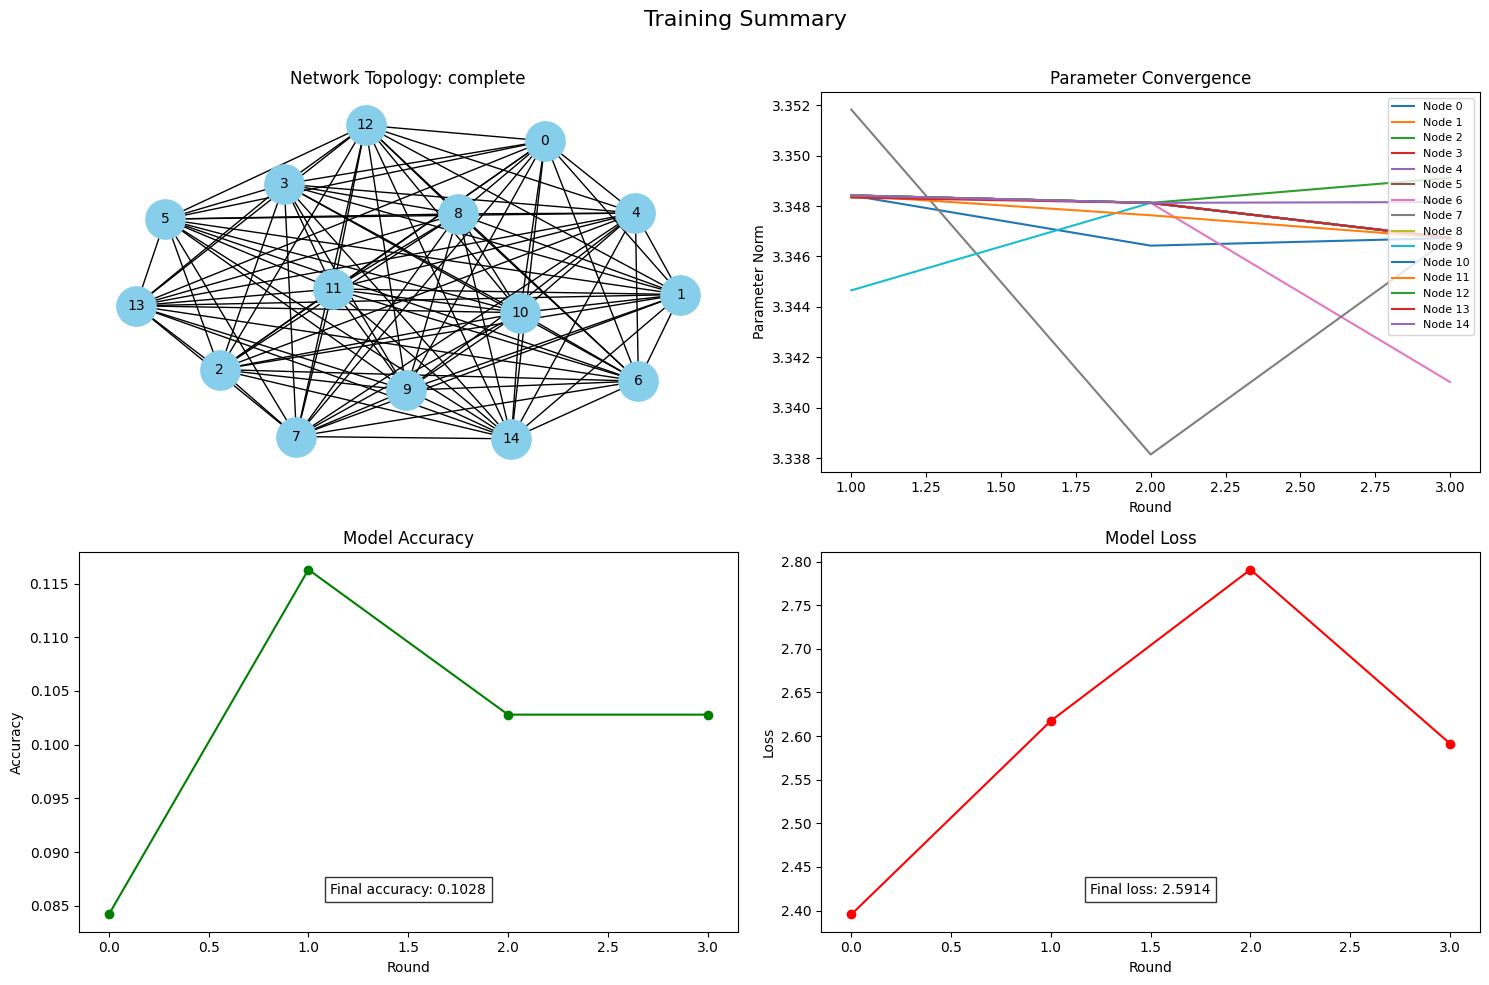 Training Summary
Network Topology: complete
12
0
3
8
4
5
11
1
13
10
2
9
6
7
14
Parameter Convergence
3.352
3.350
3.348
3.346
3.344
3.342
3.340
3.338
Parameter Norm
1.00 1.25 1.50 1.75 2.00 2.25 2.50 2.75 3.00
Round
Node 0
Node 1
Node 2
Node 3
Node 4
Node 5
Node 6
Node 7
Node 8
Node 9
Node 10
Node 11
Node 12
Node 13
Node 14
Model Accuracy
0.115
0.110
0.105
0.100
0.095
0.090
0.085
Accuracy
Final accuracy: 0.1028
0.0 0.5 1.0 1.5 2.0 2.5 3.0
Round
Model Loss
2.80
2.75
2.70
2.65
2.60
2.55
2.50
2.45
2.40
Loss
Final loss: 2.5914
0.0 0.5 1.0 1.5 2.0 2.5 3.0
Round